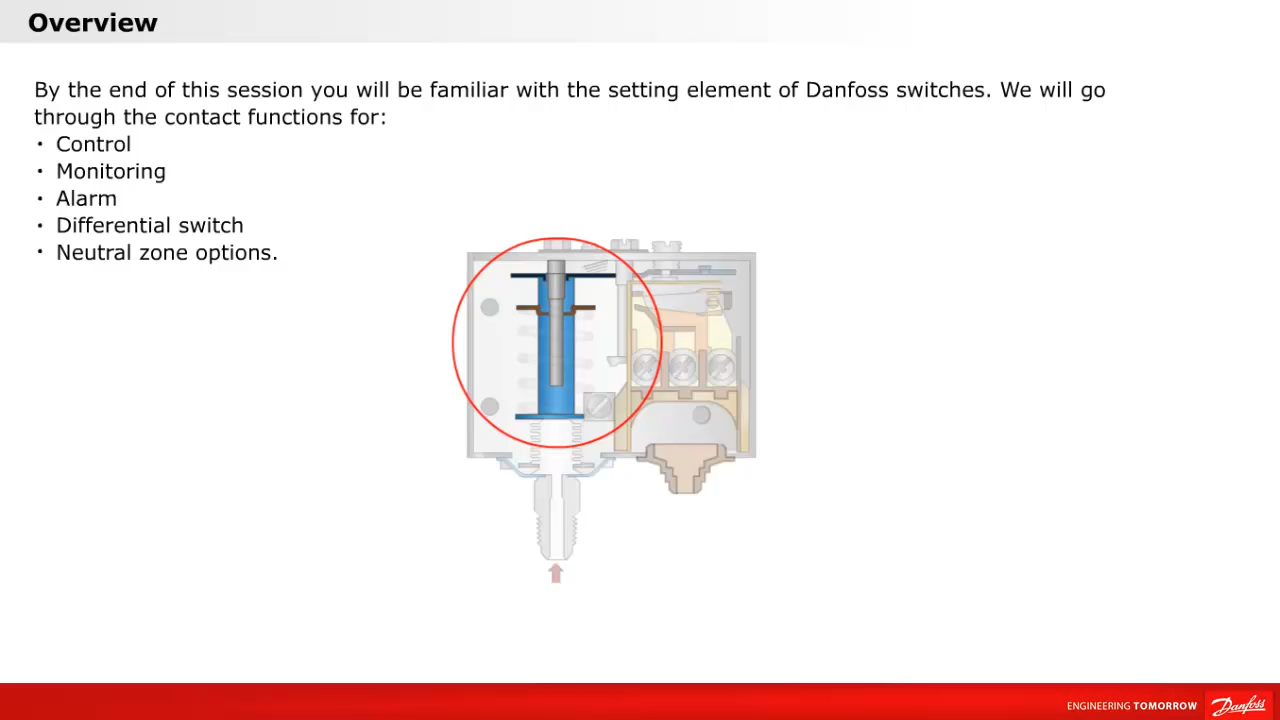 Overview
By the end of this session you will be familiar with the setting element of Danfoss switches. We will go
through the contact functions for:
• Control
• Monitoring
• Alarm
• Differential switch
• Neutral zone options.
ENGINEERING TOMORROW
Danfoss